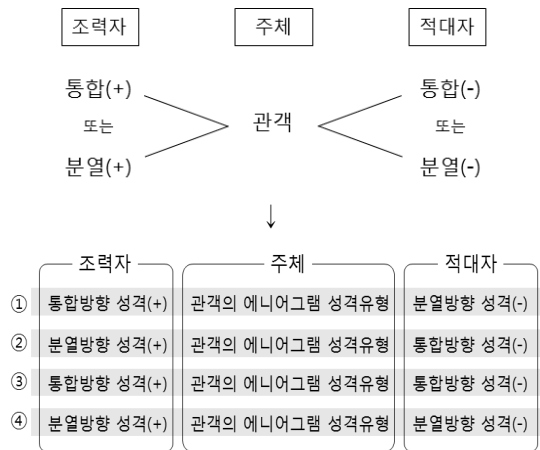 조력자 주체 적대자
통합(+) 통합(-)
또는 관객 또는
분열(+) 분열(-)
↓
조력자 주체 적대자
① 통합방향 성격(+) 관객의 에니어그램 성격유형 분열방향 성격(-)
② 분열방향 성격(+) 관객의 에니어그램 성격유형 통합방향 성격(-)
③ 통합방향 성격(+) 관객의 에니어그램 성격유형 통합방향 성격(-)
④ 분열방향 성격(+) 관객의 에니어그램 성격유형 분열방향 성격(-)